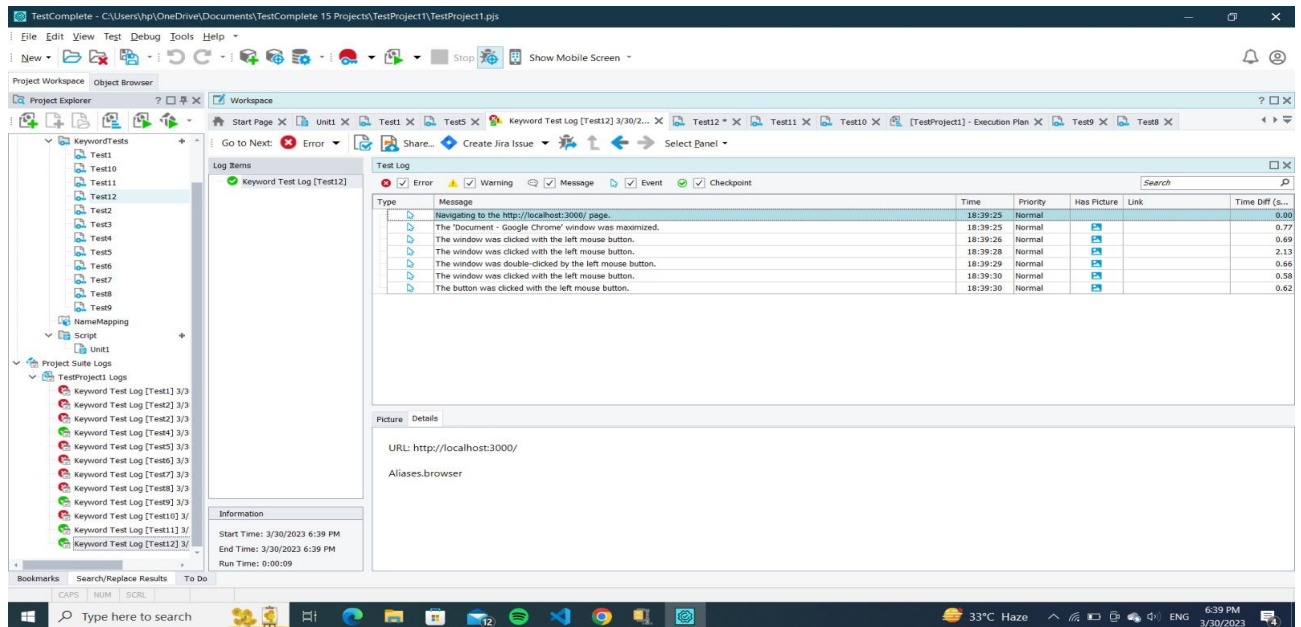 TestComplete - C:\Users\hp\OneDrive\Documents\TestComplete 15 Projects\TestProject1\TestProject1.pjs
File Edit View Test Debug Tools Help
New Stop Show Mobile Screen
Project Workspace Object Browser
Project Explorer
Workspace
Start Page Unit1 Test1 Test5 Keyword Test Log [Test12] 3/30/2... Test12 * Test11 Test10 [TestProject1] - Execution Plan Test9 Test8
KeywordTests
Test1
Test10
Test11
Test12
Test2
Test3
Test4
Test5
Test6
Test7
Test8
Test9
NameMapping
Script
Unit1
Project Suite Logs
TestProject1 Logs
Keyword Test Log [Test1] 3/3
Keyword Test Log [Test2] 3/3
Keyword Test Log [Test2] 3/3
Keyword Test Log [Test4] 3/3
Keyword Test Log [Test5] 3/3
Keyword Test Log [Test6] 3/3
Keyword Test Log [Test7] 3/3
Keyword Test Log [Test8] 3/3
Keyword Test Log [Test9] 3/3
Keyword Test Log [Test10] 3/
Keyword Test Log [Test11] 3/
Keyword Test Log [Test12] 3/
Go to Next: Error Share... Create Jira Issue Select Panel
Log Items
Keyword Test Log [Test12]
Information
Start Time: 3/30/2023 6:39 PM
End Time: 3/30/2023 6:39 PM
Run Time: 0:00:09
Test Log
Error Warning Message Event Checkpoint Search
Type Message Time Priority Has Picture Link Time Diff (s...
Navigating to the http://localhost:3000/ page. 18:39:25 Normal 0.00
The 'Document - Google Chrome' window was maximized. 18:39:25 Normal 0.77
The window was clicked with the left mouse button. 18:39:26 Normal 0.69
The window was clicked with the left mouse button. 18:39:28 Normal 2.13
The window was double-clicked by the left mouse button. 18:39:29 Normal 0.66
The window was clicked with the left mouse button. 18:39:30 Normal 0.58
The button was clicked with the left mouse button. 18:39:30 Normal 0.62
Picture Details
URL: http://localhost:3000/
Aliases.browser
Bookmarks Search/Replace Results To Do
CAPS NUM SCRL
Type here to search 12 33°C Haze ENG 6:39 PM
3/30/2023 4